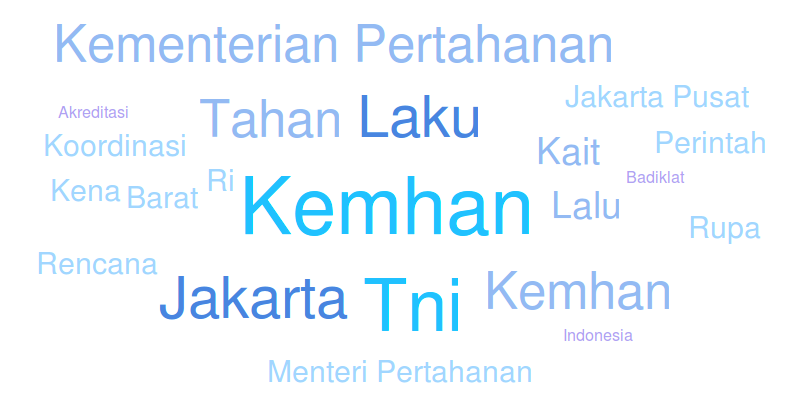 Kementerian Pertahanan
Jakarta Pusat
Akreditasi
Tahan
Laku
Koordinasi
Kait
Perintah
Kena
Barat
Ri
Kemhan
Badiklat
Lalu
Rupa
Rencana
Jakarta
Tni
Kemhan
Indonesia
Menteri Pertahanan